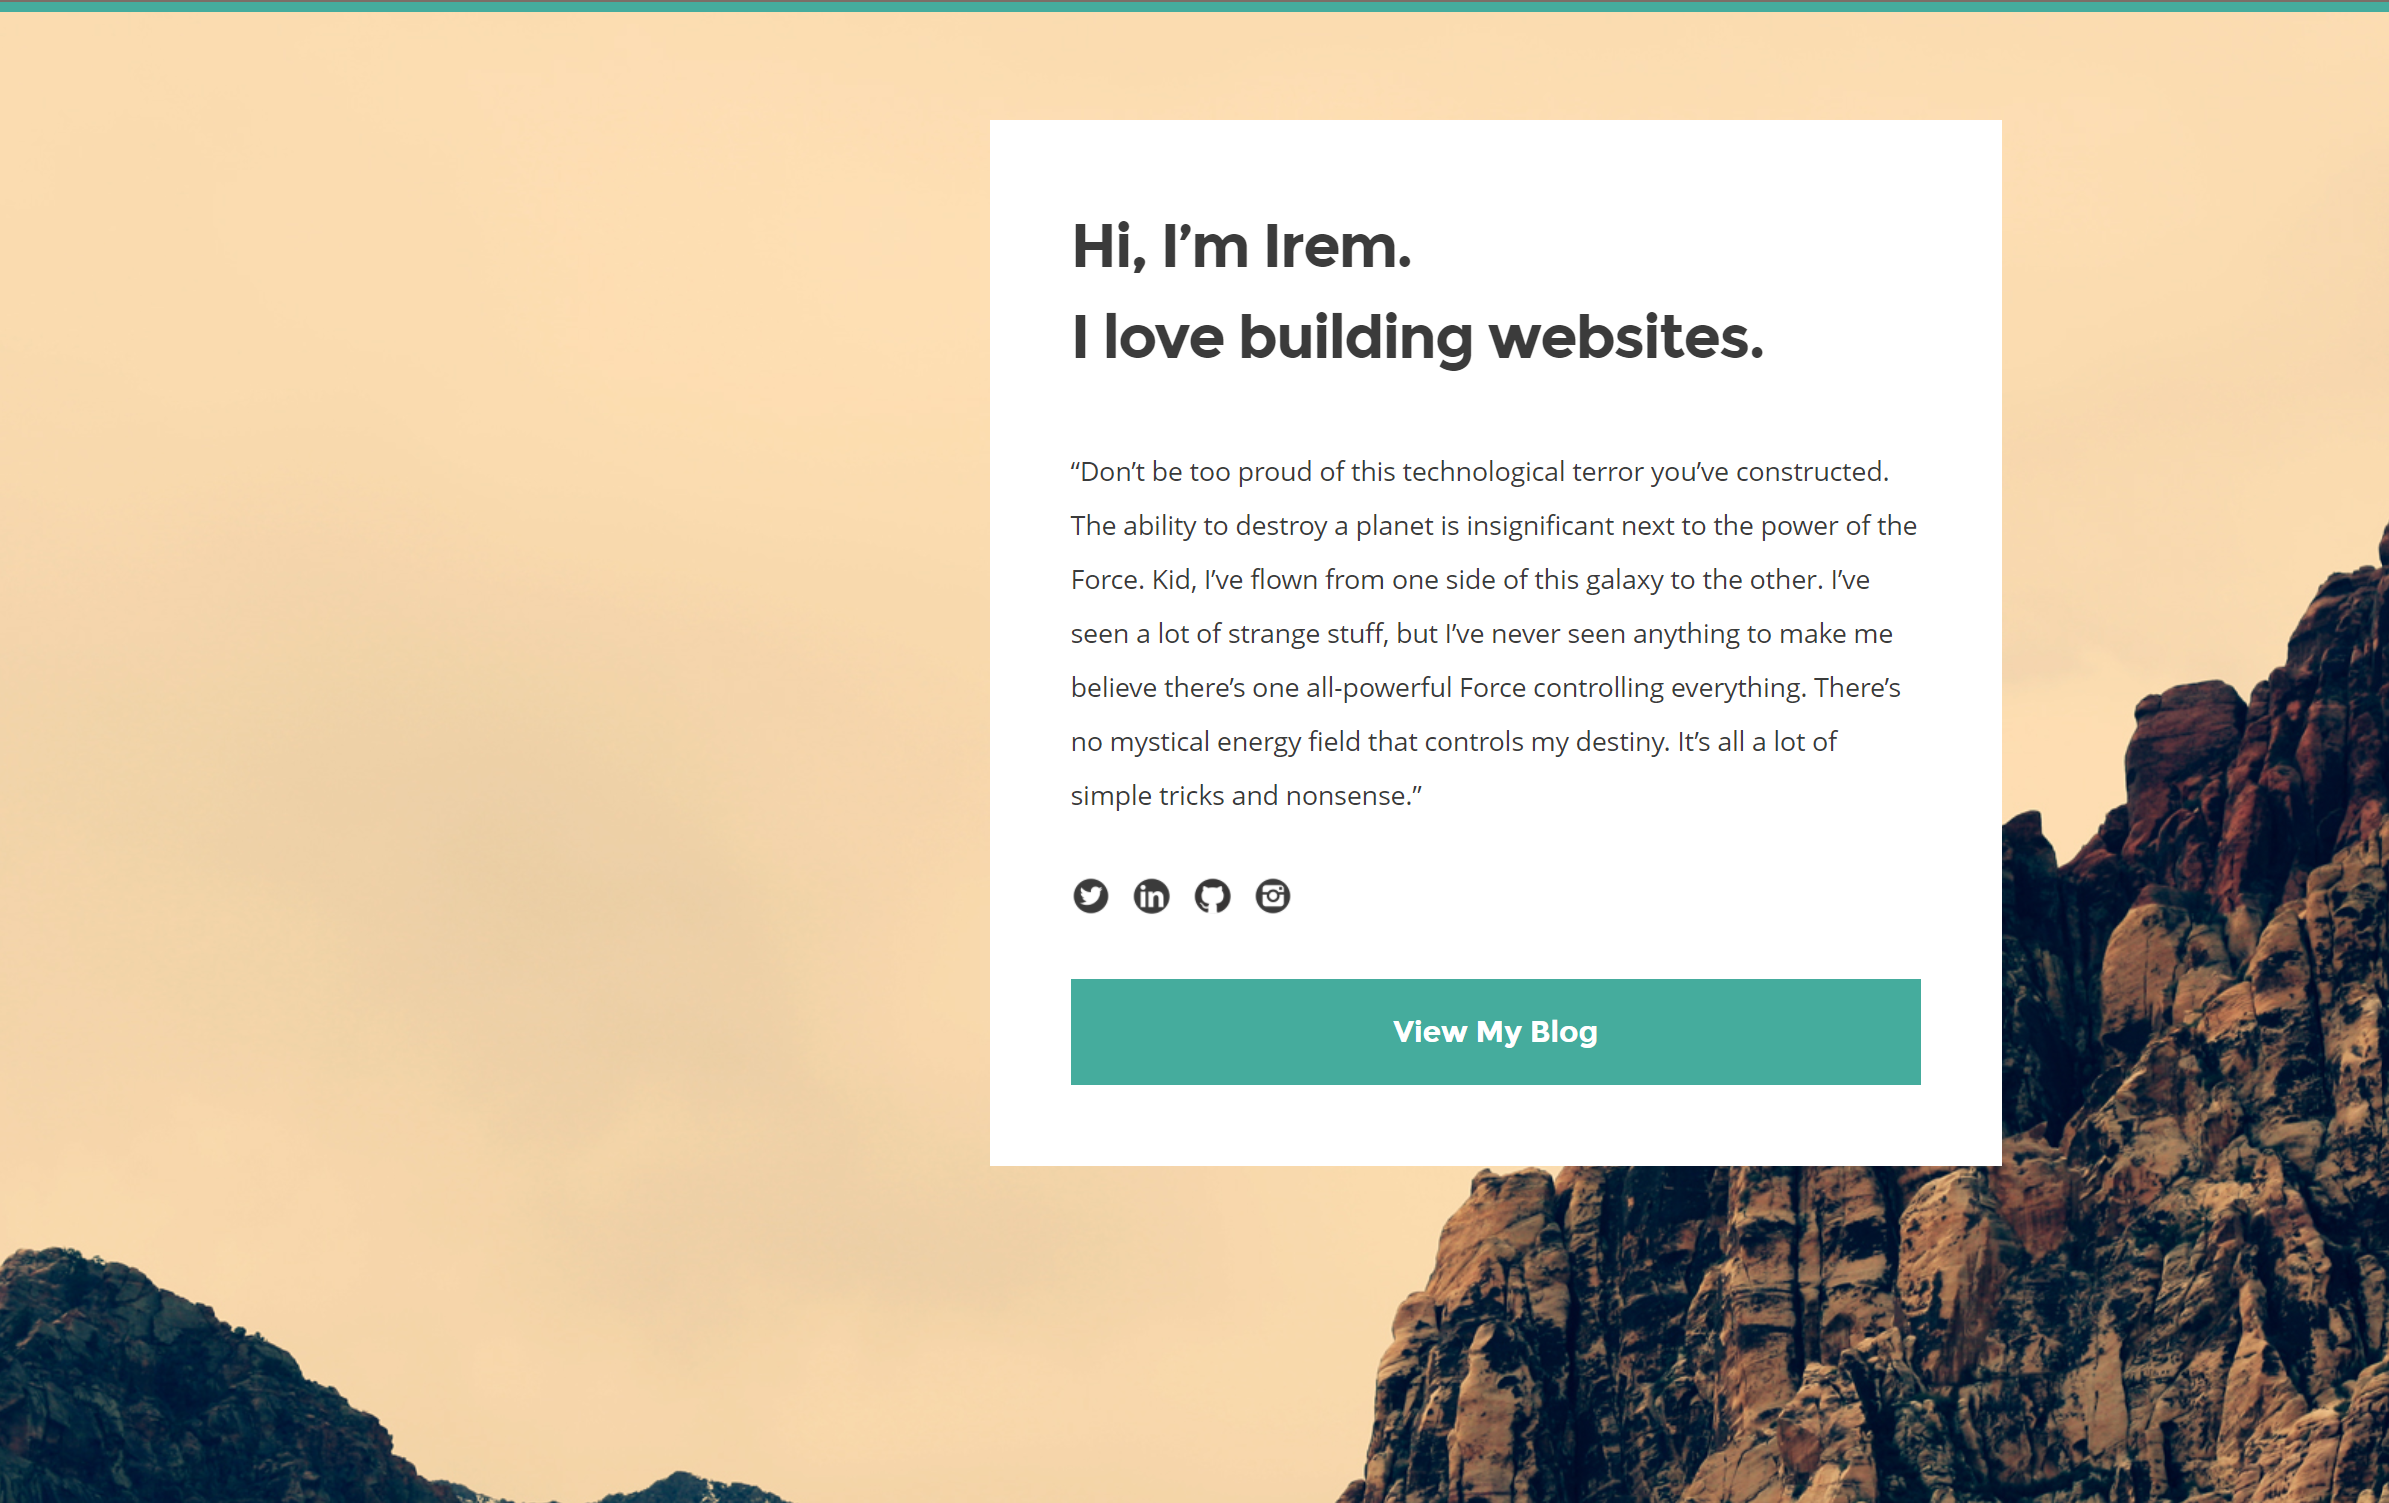 Hi, I’m Irem.
I love building websites.
“Don’t be too proud of this technological terror you’ve constructed.
The ability to destroy a planet is insignificant next to the power of the
Force. Kid, I’ve flown from one side of this galaxy to the other. I’ve
seen a lot of strange stuff, but I’ve never seen anything to make me
believe there’s one all-powerful Force controlling everything. There’s
no mystical energy field that controls my destiny. It’s all a lot of
simple tricks and nonsense.”
in
View My Blog